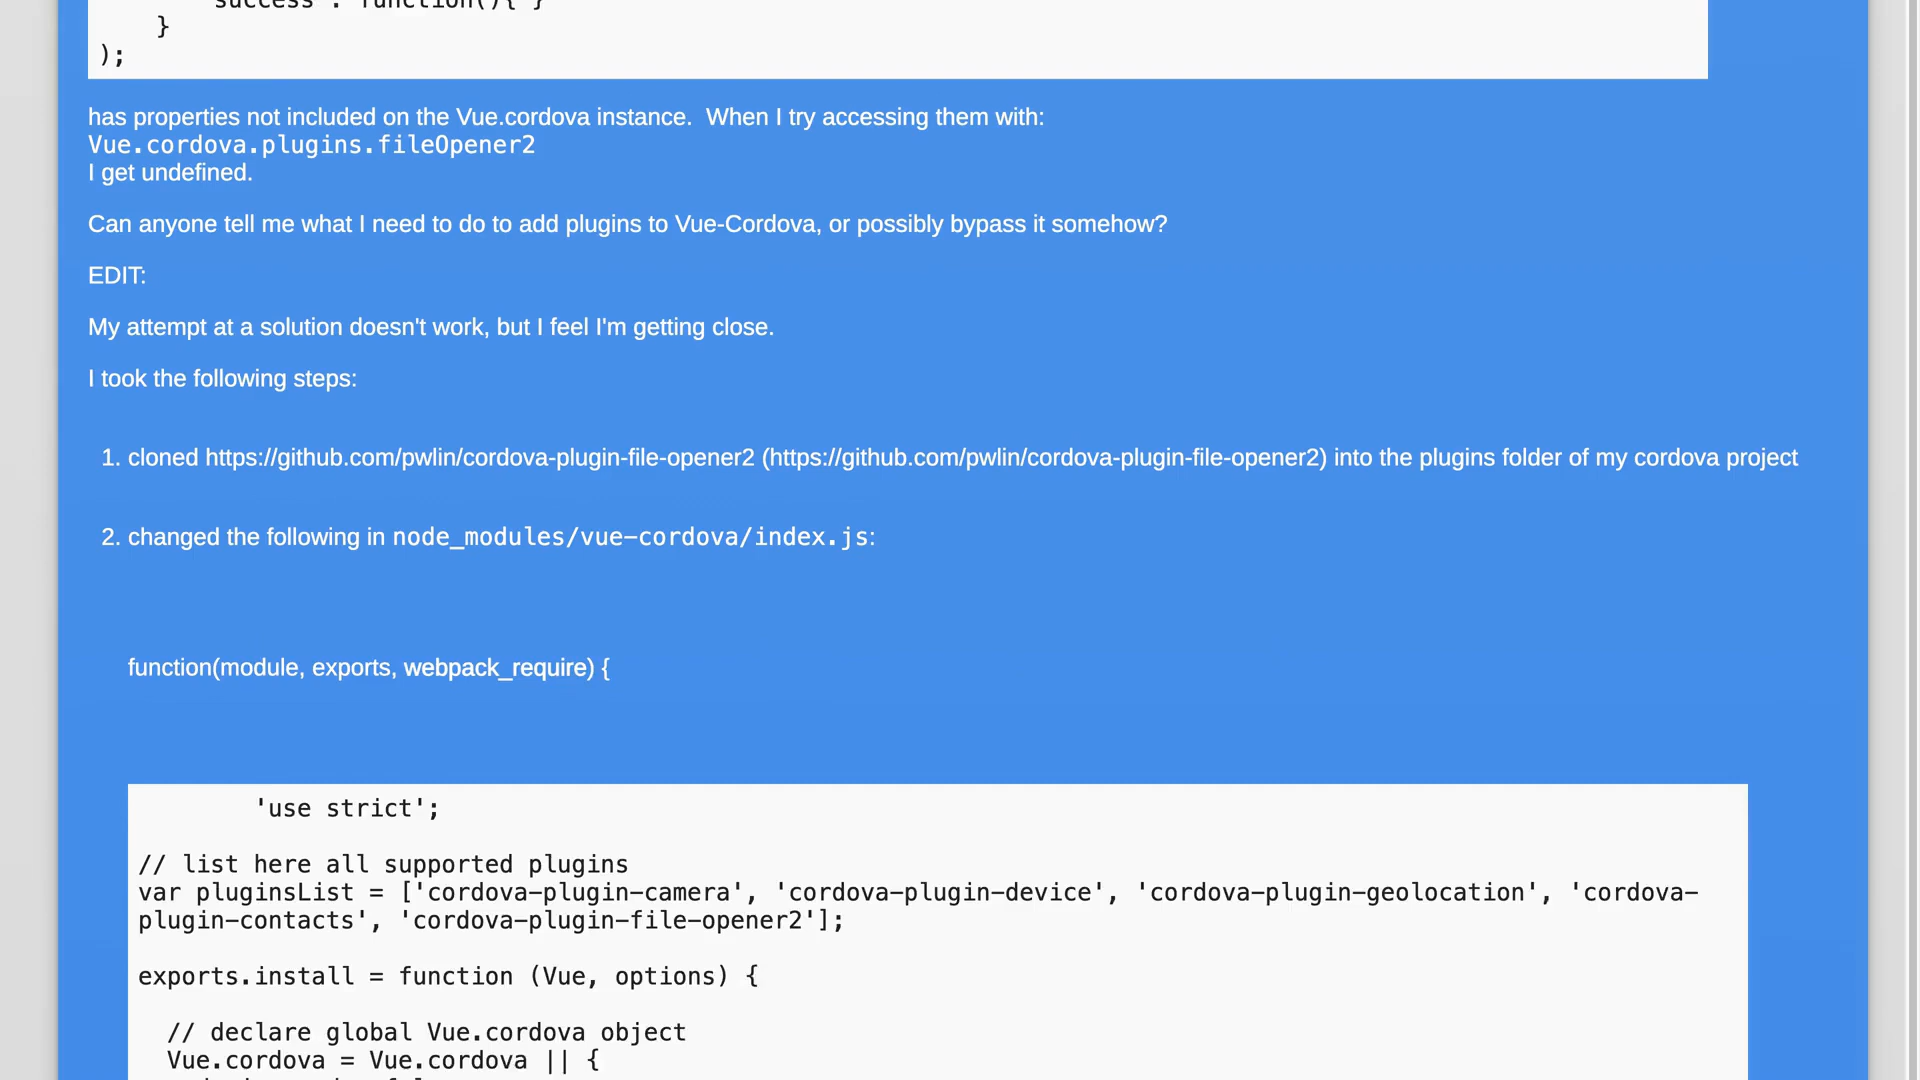 success : function(){ }
}
);
has properties not included on the Vue.cordova instance.  When I try accessing them with:
Vue.cordova.plugins.fileOpener2
I get undefined.
Can anyone tell me what I need to do to add plugins to Vue-Cordova, or possibly bypass it somehow?
EDIT:
My attempt at a solution doesn't work, but I feel I'm getting close.
I took the following steps:
1. cloned https://github.com/pwlin/cordova-plugin-file-opener2 (https://github.com/pwlin/cordova-plugin-file-opener2) into the plugins folder of my cordova project
2. changed the following in node_modules/vue-cordova/index.js:
function(module, exports, webpack_require) {
'use strict';
// list here all supported plugins
var pluginsList = ['cordova-plugin-camera', 'cordova-plugin-device', 'cordova-plugin-geolocation', 'cordova-
plugin-contacts', 'cordova-plugin-file-opener2'];
exports.install = function (Vue, options) {
// declare global Vue.cordova object
Vue.cordova = Vue.cordova || {